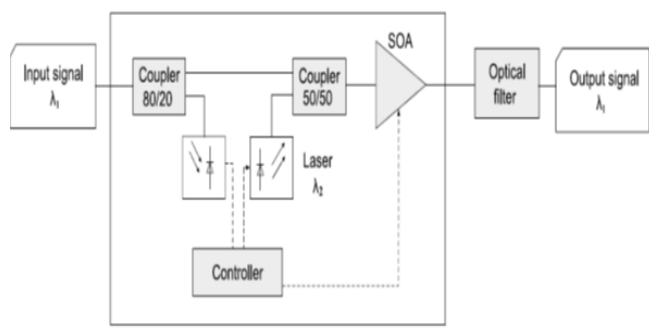 Input signal
λ₁
Coupler
80/20
Coupler
50/50
SOA
Optical
filter
Output signal
λ₁
Laser
λ₂
Controller